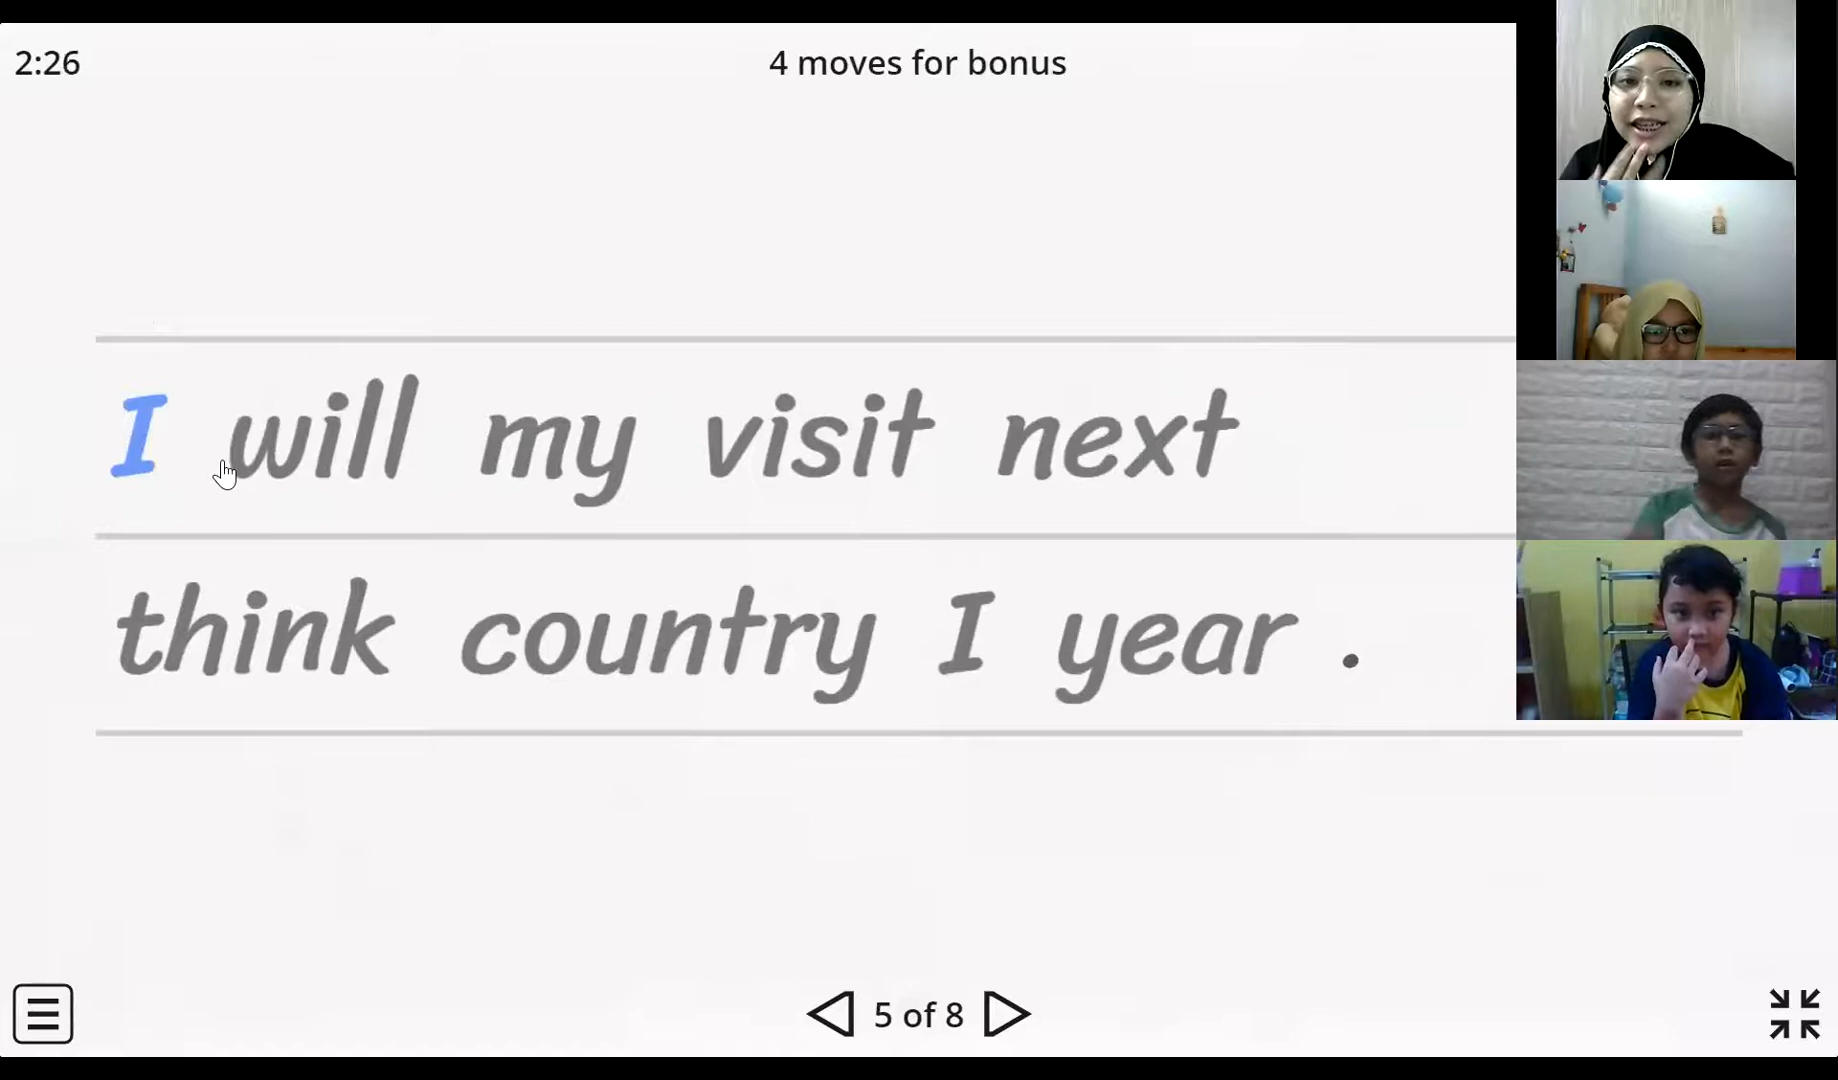 2:26
4 moves for bonus
I will my visit next
think country I year .
5 of 8